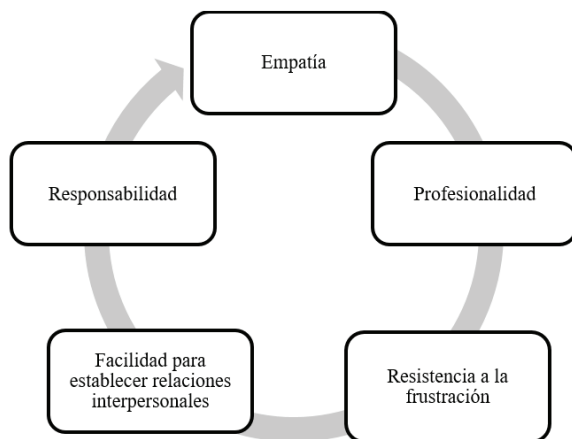 Empatía
Profesionalidad
Resistencia a la
frustración
Facilidad para
establecer relaciones
interpersonales
Responsabilidad